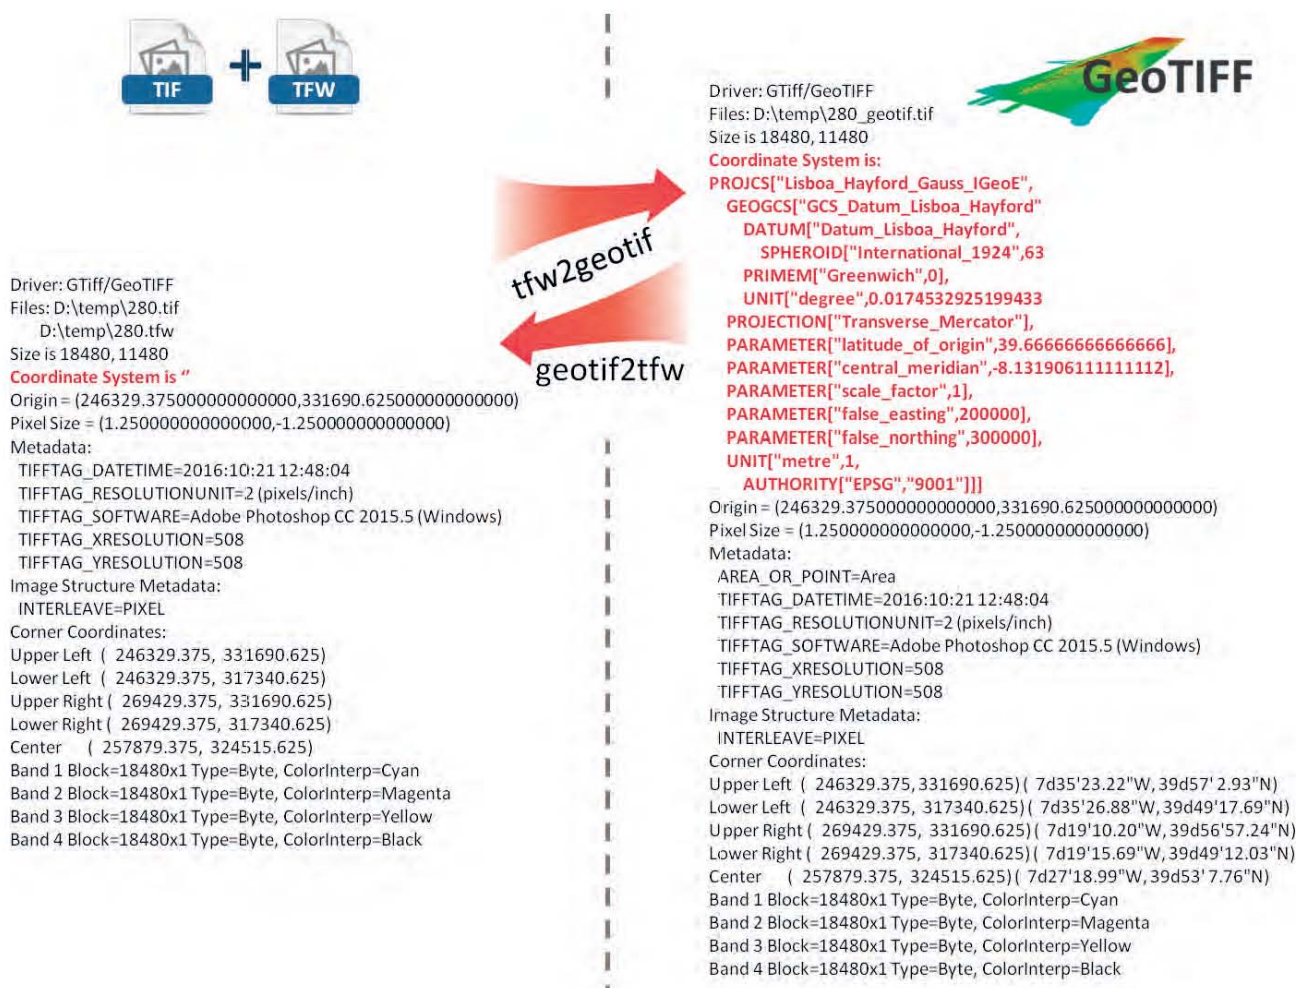 TIF
TFW
Driver: GTiff/GeoTIFF
Files: D:\temp\280.tif
D:\temp\280.tfw
Size is 18480, 11480
Coordinate System is ‘’
Origin = (246329.375000000000000,331690.625000000000000)
Pixel Size = (1.250000000000000,-1.250000000000000)
Metadata:
TIFFTAG_DATETIME=2016:10:21 12:48:04
TIFFTAG_RESOLUTIONUNIT=2 (pixels/inch)
TIFFTAG_SOFTWARE=Adobe Photoshop CC 2015.5 (Windows)
TIFFTAG_XRESOLUTION=508
TIFFTAG_YRESOLUTION=508
Image Structure Metadata:
INTERLEAVE=PIXEL
Corner Coordinates:
Upper Left ( 246329.375, 331690.625)
Lower Left ( 246329.375, 317340.625)
Upper Right ( 269429.375, 331690.625)
Lower Right ( 269429.375, 317340.625)
Center ( 257879.375, 324515.625)
Band 1 Block=18480x1 Type=Byte, ColorInterp=Cyan
Band 2 Block=18480x1 Type=Byte, ColorInterp=Magenta
Band 3 Block=18480x1 Type=Byte, ColorInterp=Yellow
Band 4 Block=18480x1 Type=Byte, ColorInterp=Black
tfw2geotif
geotif2tfw
GeoTIFF
Driver: GTiff/GeoTIFF
Files: D:\temp\280_geotif.tif
Size is 18480, 11480
Coordinate System is:
PROJCS["Lisboa_Hayford_Gauss_IGeoE",
GEOGCS["GCS_Datum_Lisboa_Hayford"
DATUM["Datum_Lisboa_Hayford",
SPHEROID["International_1924",63
PRIMEM["Greenwich",0],
UNIT["degree",0.0174532925199433
PROJECTION["Transverse_Mercator"],
PARAMETER["latitude_of_origin",39.66666666666666],
PARAMETER["central_meridian",-8.131906111111112],
PARAMETER["scale_factor",1],
PARAMETER["false_easting",200000],
PARAMETER["false_northing",300000],
UNIT["metre",1,
AUTHORITY["EPSG","9001"]]]
Origin = (246329.375000000000000,331690.625000000000000)
Pixel Size = (1.250000000000000,-1.250000000000000)
Metadata:
AREA_OR_POINT=Area
TIFFTAG_DATETIME=2016:10:21 12:48:04
TIFFTAG_RESOLUTIONUNIT=2 (pixels/inch)
TIFFTAG_SOFTWARE=Adobe Photoshop CC 2015.5 (Windows)
TIFFTAG_XRESOLUTION=508
TIFFTAG_YRESOLUTION=508
Image Structure Metadata:
INTERLEAVE=PIXEL
Corner Coordinates:
Upper Left ( 246329.375, 331690.625) ( 7d35'23.22"W, 39d57' 2.93"N)
Lower Left ( 246329.375, 317340.625) ( 7d35'26.88"W, 39d49'17.69"N)
Upper Right ( 269429.375, 331690.625) ( 7d19'10.20"W, 39d56'57.24"N)
Lower Right ( 269429.375, 317340.625) ( 7d19'15.69"W, 39d49'12.03"N)
Center ( 257879.375, 324515.625) ( 7d27'18.99"W, 39d53' 7.76"N)
Band 1 Block=18480x1 Type=Byte, ColorInterp=Cyan
Band 2 Block=18480x1 Type=Byte, ColorInterp=Magenta
Band 3 Block=18480x1 Type=Byte, ColorInterp=Yellow
Band 4 Block=18480x1 Type=Byte, ColorInterp=Black